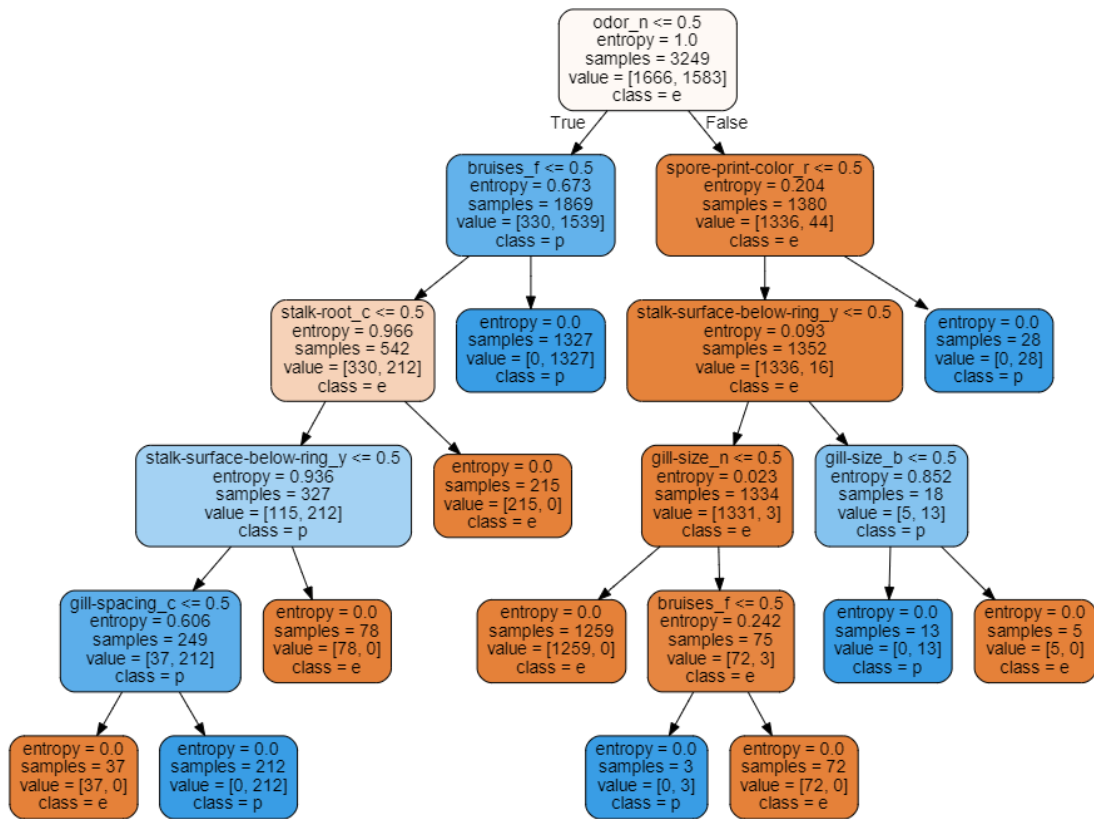 odor_n <= 0.5
entropy = 1.0
samples = 3249
value = [1666, 1583]
class = e
True
False
bruises_f <= 0.5
entropy = 0.673
samples = 1869
value = [330, 1539]
class = p
spore-print-color_r <= 0.5
entropy = 0.204
samples = 1380
value = [1336, 44]
class = e
stalk-root_c <= 0.5
entropy = 0.966
samples = 542
value = [330, 212]
class = e
entropy = 0.0
samples = 1327
value = [0, 1327]
class = p
stalk-surface-below-ring_y <= 0.5
entropy = 0.093
samples = 1352
value = [1336, 16]
class = e
entropy = 0.0
samples = 28
value = [0, 28]
class = p
stalk-surface-below-ring_y <= 0.5
entropy = 0.936
samples = 327
value = [115, 212]
class = p
entropy = 0.0
samples = 215
value = [215, 0]
class = e
gill-size_n <= 0.5
entropy = 0.023
samples = 1334
value = [1331, 3]
class = e
gill-size_b <= 0.5
entropy = 0.852
samples = 18
value = [5, 13]
class = p
gill-spacing_c <= 0.5
entropy = 0.606
samples = 249
value = [37, 212]
class = p
entropy = 0.0
samples = 78
value = [78, 0]
class = e
entropy = 0.0
samples = 1259
value = [1259, 0]
class = e
bruises_f <= 0.5
entropy = 0.242
samples = 75
value = [72, 3]
class = e
entropy = 0.0
samples = 13
value = [0, 13]
class = p
entropy = 0.0
samples = 5
value = [5, 0]
class = e
entropy = 0.0
samples = 37
value = [37, 0]
class = e
entropy = 0.0
samples = 212
value = [0, 212]
class = p
entropy = 0.0
samples = 3
value = [0, 3]
class = p
entropy = 0.0
samples = 72
value = [72, 0]
class = e